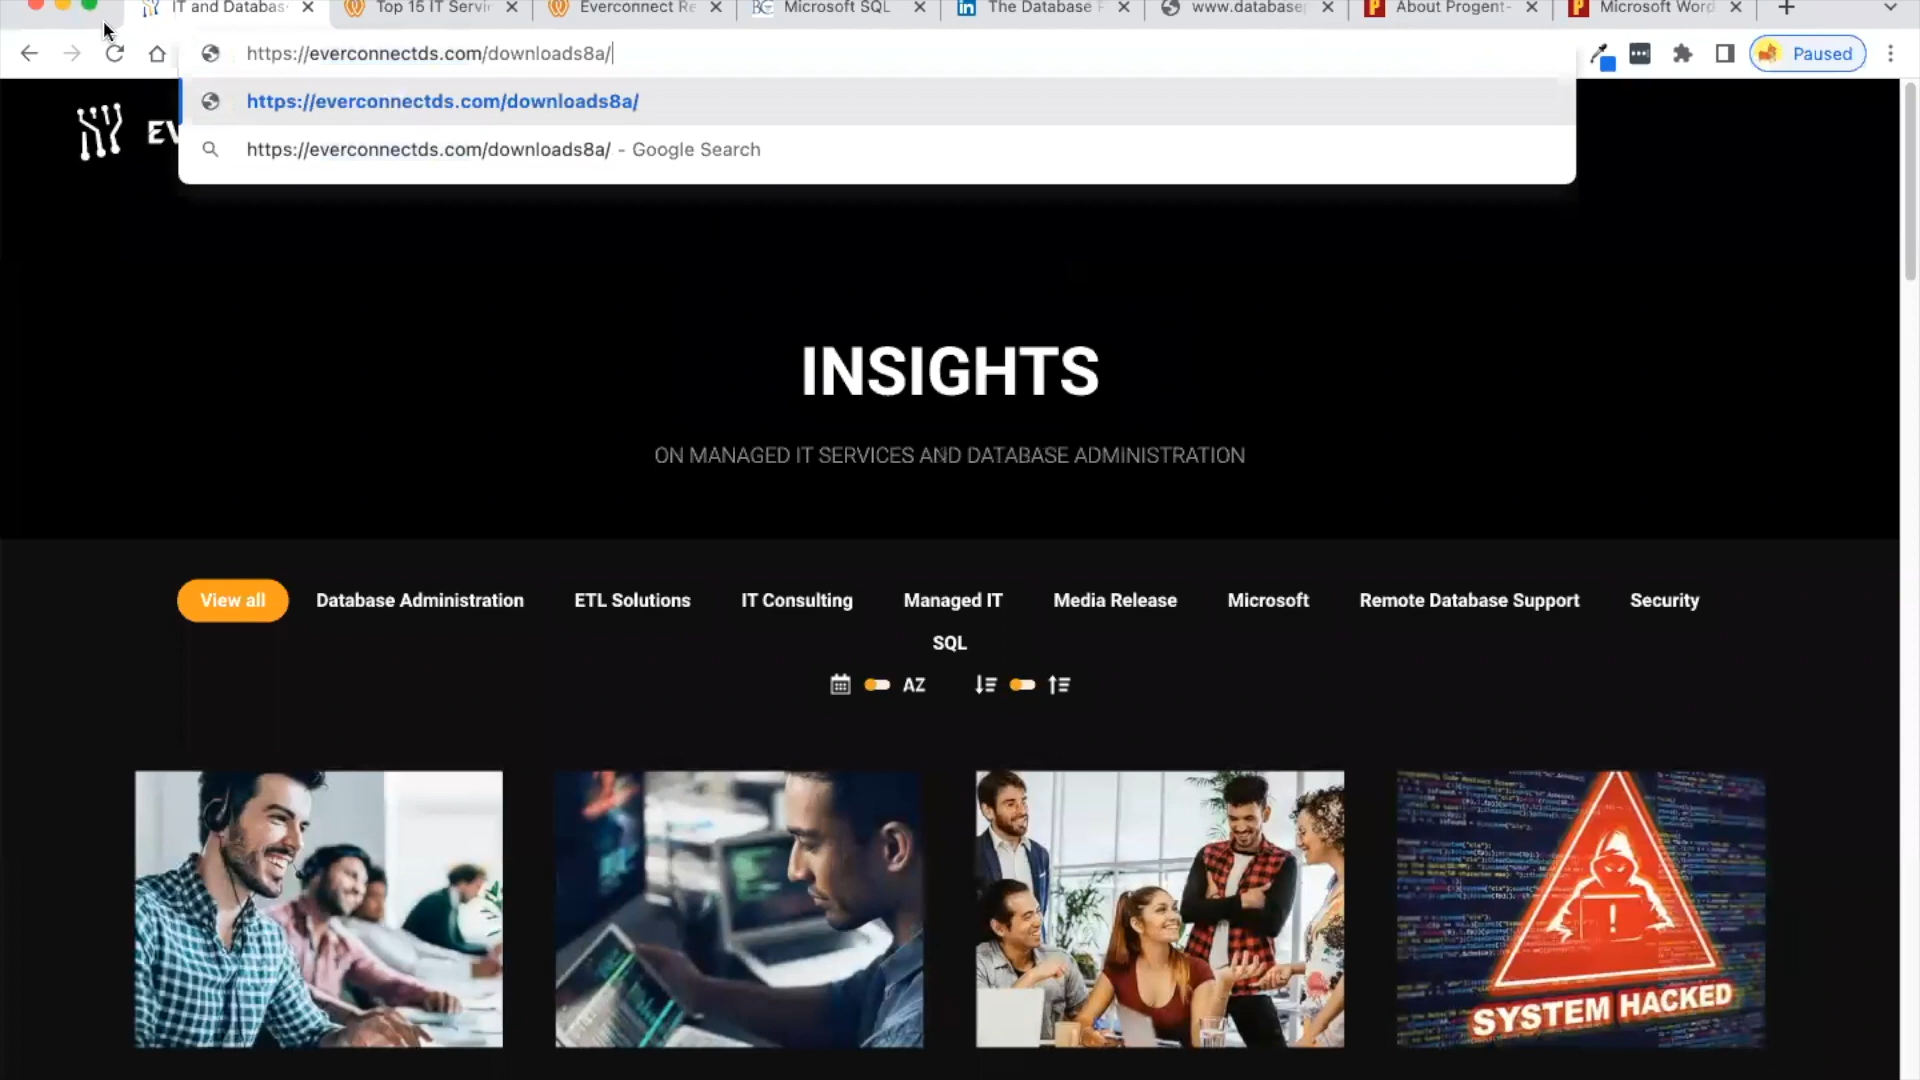 IT and Databas
Top 15 IT Servi
Everconnect Re
Microsoft SQL
The Database F
www.database
About Progent-
Microsoft Word
https://everconnectds.com/downloads8a/
Paused
https://everconnectds.com/downloads8a/
https://everconnectds.com/downloads8a/ - Google Search
EV
INSIGHTS
ON MANAGED IT SERVICES AND DATABASE ADMINISTRATION
View all
Database Administration
ETL Solutions
IT Consulting
Managed IT
Media Release
Microsoft
Remote Database Support
Security
SQL
AZ
SYSTEM HACKED